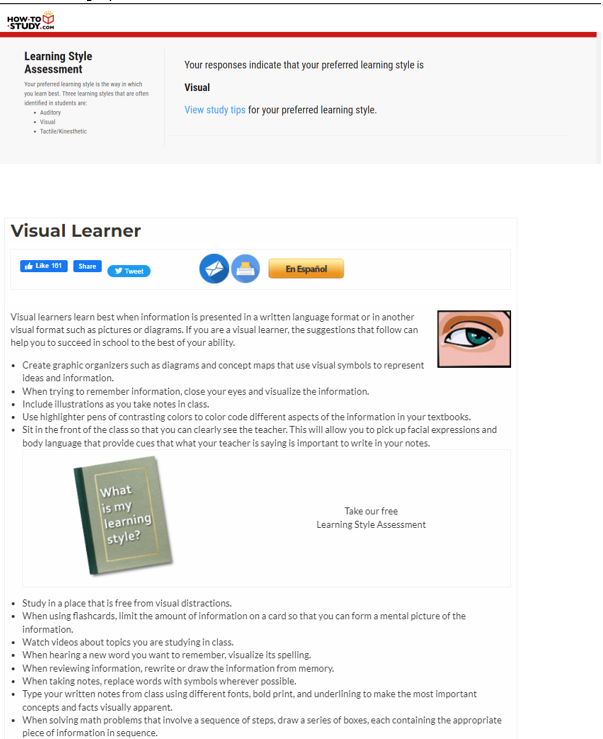 HOW-TO
STUDY.COM
Learning Style
Assessment
Your preferred learning style is the way in which
you learn best. Three learning styles that are often
identified in students are:
• Auditory
• Visual
• Tactile/Kinesthetic
Your responses indicate that your preferred learning style is
Visual
View study tips for your preferred learning style.
Visual Learner
Like 101
Share
Tweet
En Español
Visual learners learn best when information is presented in a written language format or in another
visual format such as pictures or diagrams. If you are a visual learner, the suggestions that follow can
help you to succeed in school to the best of your ability.
• Create graphic organizers such as diagrams and concept maps that use visual symbols to represent
ideas and information.
• When trying to remember information, close your eyes and visualize the information.
• Include illustrations as you take notes in class.
• Use highlighter pens of contrasting colors to color code different aspects of the information in your textbooks.
• Sit in the front of the class so that you can clearly see the teacher. This will allow you to pick up facial expressions and
body language that provide cues that what your teacher is saying is important to write in your notes.
What
is my
learning
style?
Take our free
Learning Style Assessment
• Study in a place that is free from visual distractions.
• When using flashcards, limit the amount of information on a card so that you can form a mental picture of the
information.
• Watch videos about topics you are studying in class.
• When hearing a new word you want to remember, visualize its spelling.
• When reviewing information, rewrite or draw the information from memory.
• When taking notes, replace words with symbols wherever possible.
• Type your written notes from class using different fonts, bold print, and underlining to make the most important
concepts and facts visually apparent.
• When solving math problems that involve a sequence of steps, draw a series of boxes, each containing the appropriate
piece of information in sequence.